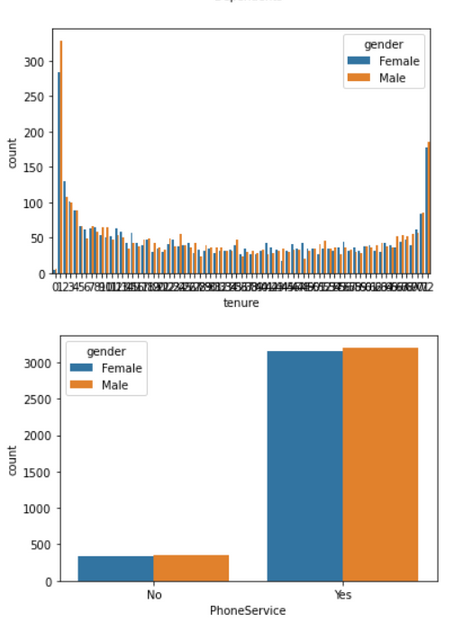 gender
Female
Male
300
250
200
150
100
50
0
count
tenure
gender
Female
Male
3000
2500
2000
1500
1000
500
0
count
No Yes
PhoneService